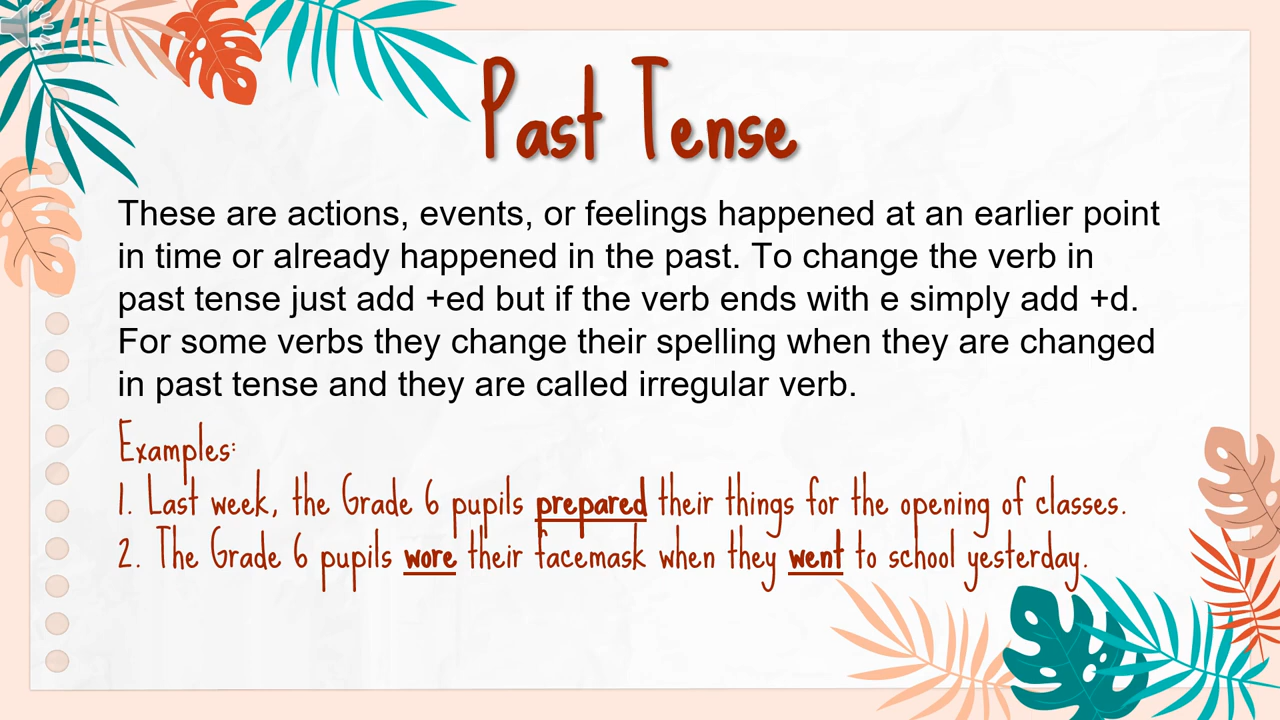 Past Tense
These are actions, events, or feelings happened at an earlier point
in time or already happened in the past. To change the verb in
past tense just add +ed but if the verb ends with e simply add +d.
For some verbs they change their spelling when they are changed
in past tense and they are called irregular verb.
Examples:
1. Last week, the Grade 6 pupils prepared their things for the opening of classes.
2. The Grade 6 pupils wore their facemask when they went to school yesterday.